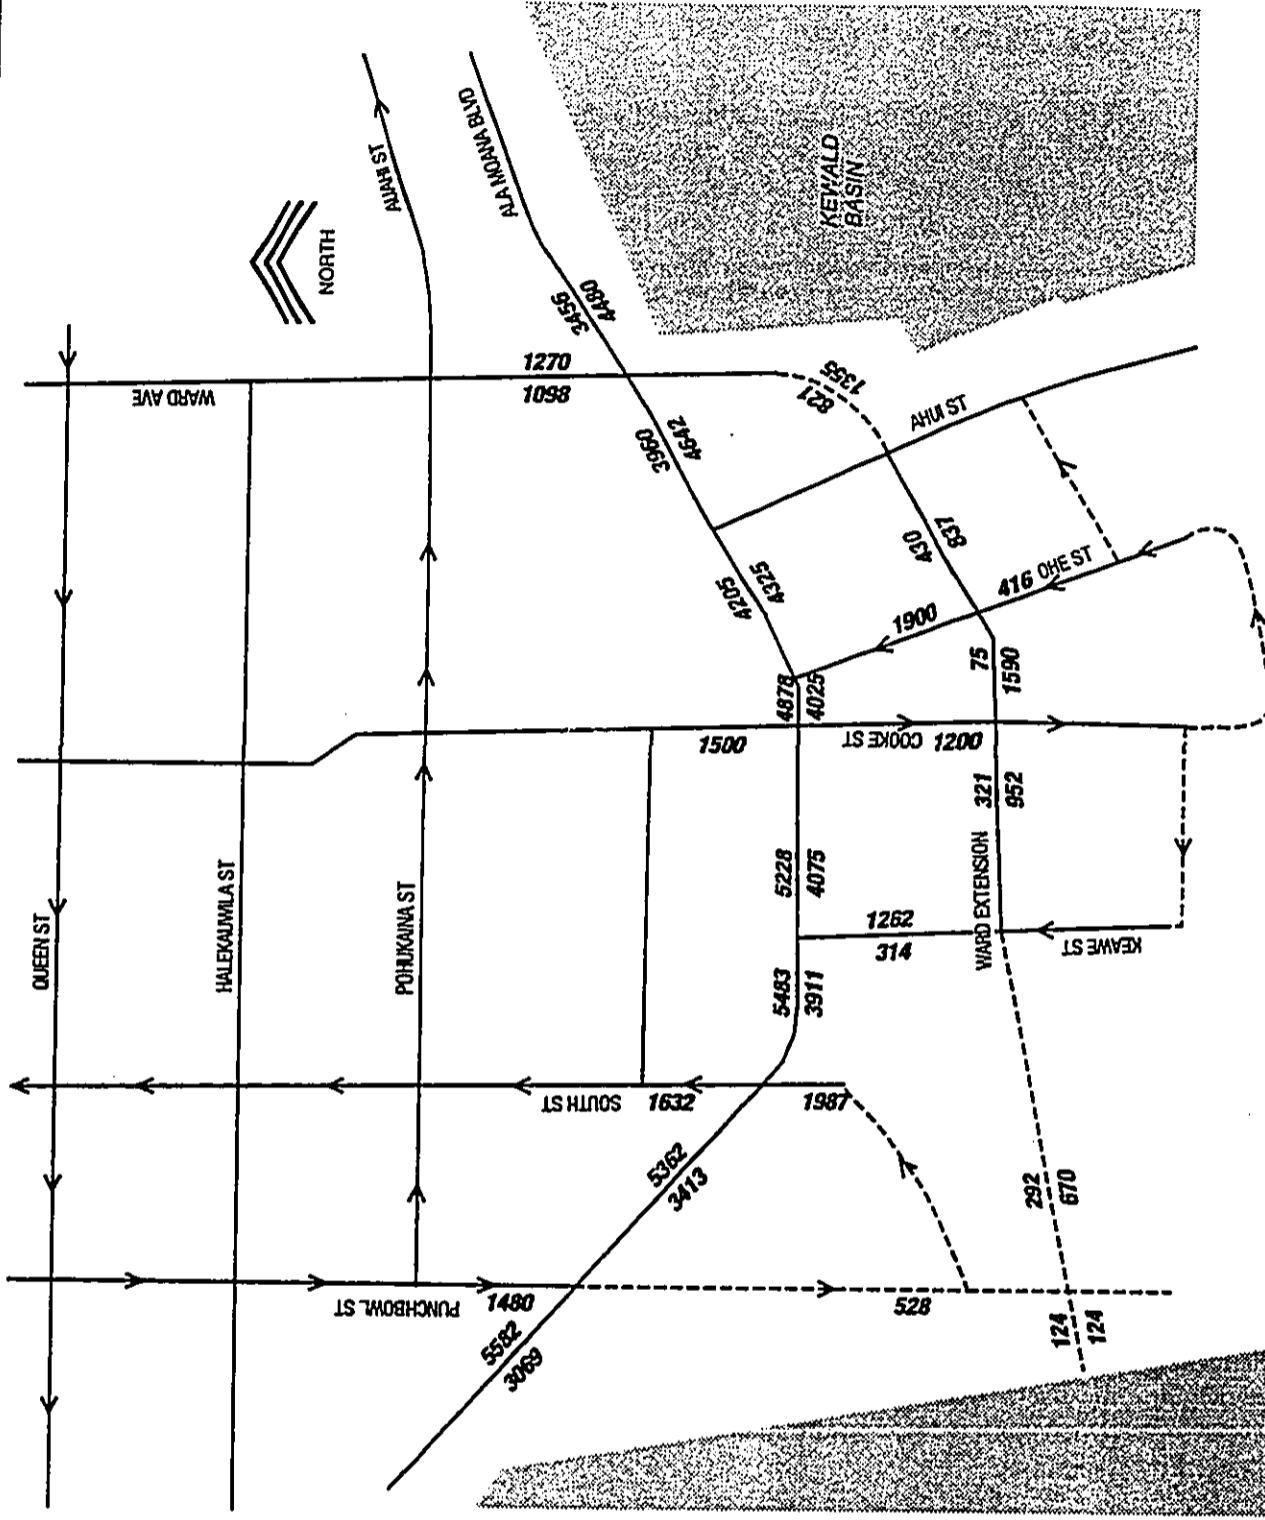 QUEEN ST
HALEKAUWILA ST
POHUKAINA ST
AUAHI ST
ALA MOANA BLVD
NORTH
KEWALD
BASIN
WARD AVE
1270
1098
3456
4480
3960
4642
4205
4325
821
1355
AHUI ST
430
837
416
OHE ST
1900
75
1590
4878
4025
1500
COOKE ST
1200
321
952
5228
4075
WARD EXTENSION
1262
314
KEAWE ST
5483
3911
SOUTH ST
1632
1987
5362
3413
292
670
PUNCHBOWL ST
1480
528
5582
3069
124
124